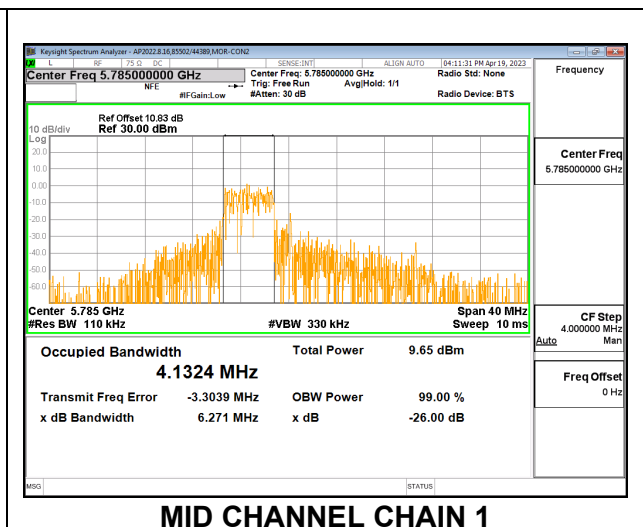 Keysight Spectrum Analyzer - AP2022.8.16,85502/44389,MOR-CON2
L RF 75 Ω DC SENSE:INT ALIGN AUTO 04:11:31 PM Apr 19, 2023
Center Freq 5.785000000 GHz
NFE
#IFGain:Low
Center Freq: 5.785000000 GHz
Trig: Free Run Avg|Hold: 1/1
#Atten: 30 dB
Radio Std: None
Radio Device: BTS
Frequency
Ref Offset 10.83 dB
10 dB/div Ref 30.00 dBm
Log
20.0
10.0
0.00
-10.0
-20.0
-30.0
-40.0
-50.0
-60.0
Center Freq
5.785000000 GHz
Center 5.785 GHz Span 40 MHz
#Res BW 110 kHz #VBW 330 kHz Sweep 10 ms
CF Step
4.000000 MHz
Auto Man
Occupied Bandwidth Total Power 9.65 dBm
4.1324 MHz
Transmit Freq Error -3.3039 MHz OBW Power 99.00 %
x dB Bandwidth 6.271 MHz x dB -26.00 dB
Freq Offset
0 Hz
MSG STATUS
MID CHANNEL CHAIN 1